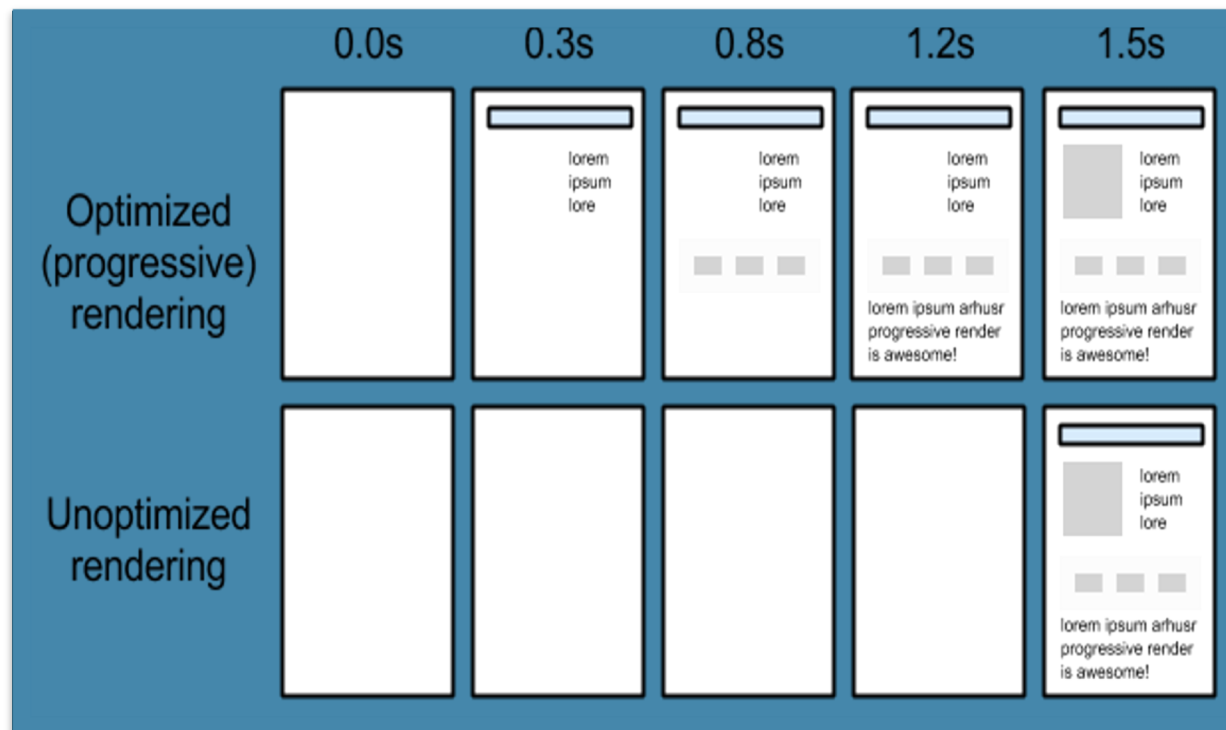 0.0s 0.3s 0.8s 1.2s 1.5s
Optimized
(progressive)
rendering
lorem
ipsum
lore
lorem
ipsum
lore
lorem
ipsum
lore
lorem ipsum arhusr
progressive render
is awesome!
lorem
ipsum
lore
lorem ipsum arhusr
progressive render
is awesome!
Unoptimized
rendering
lorem
ipsum
lore
lorem ipsum arhusr
progressive render
is awesome!